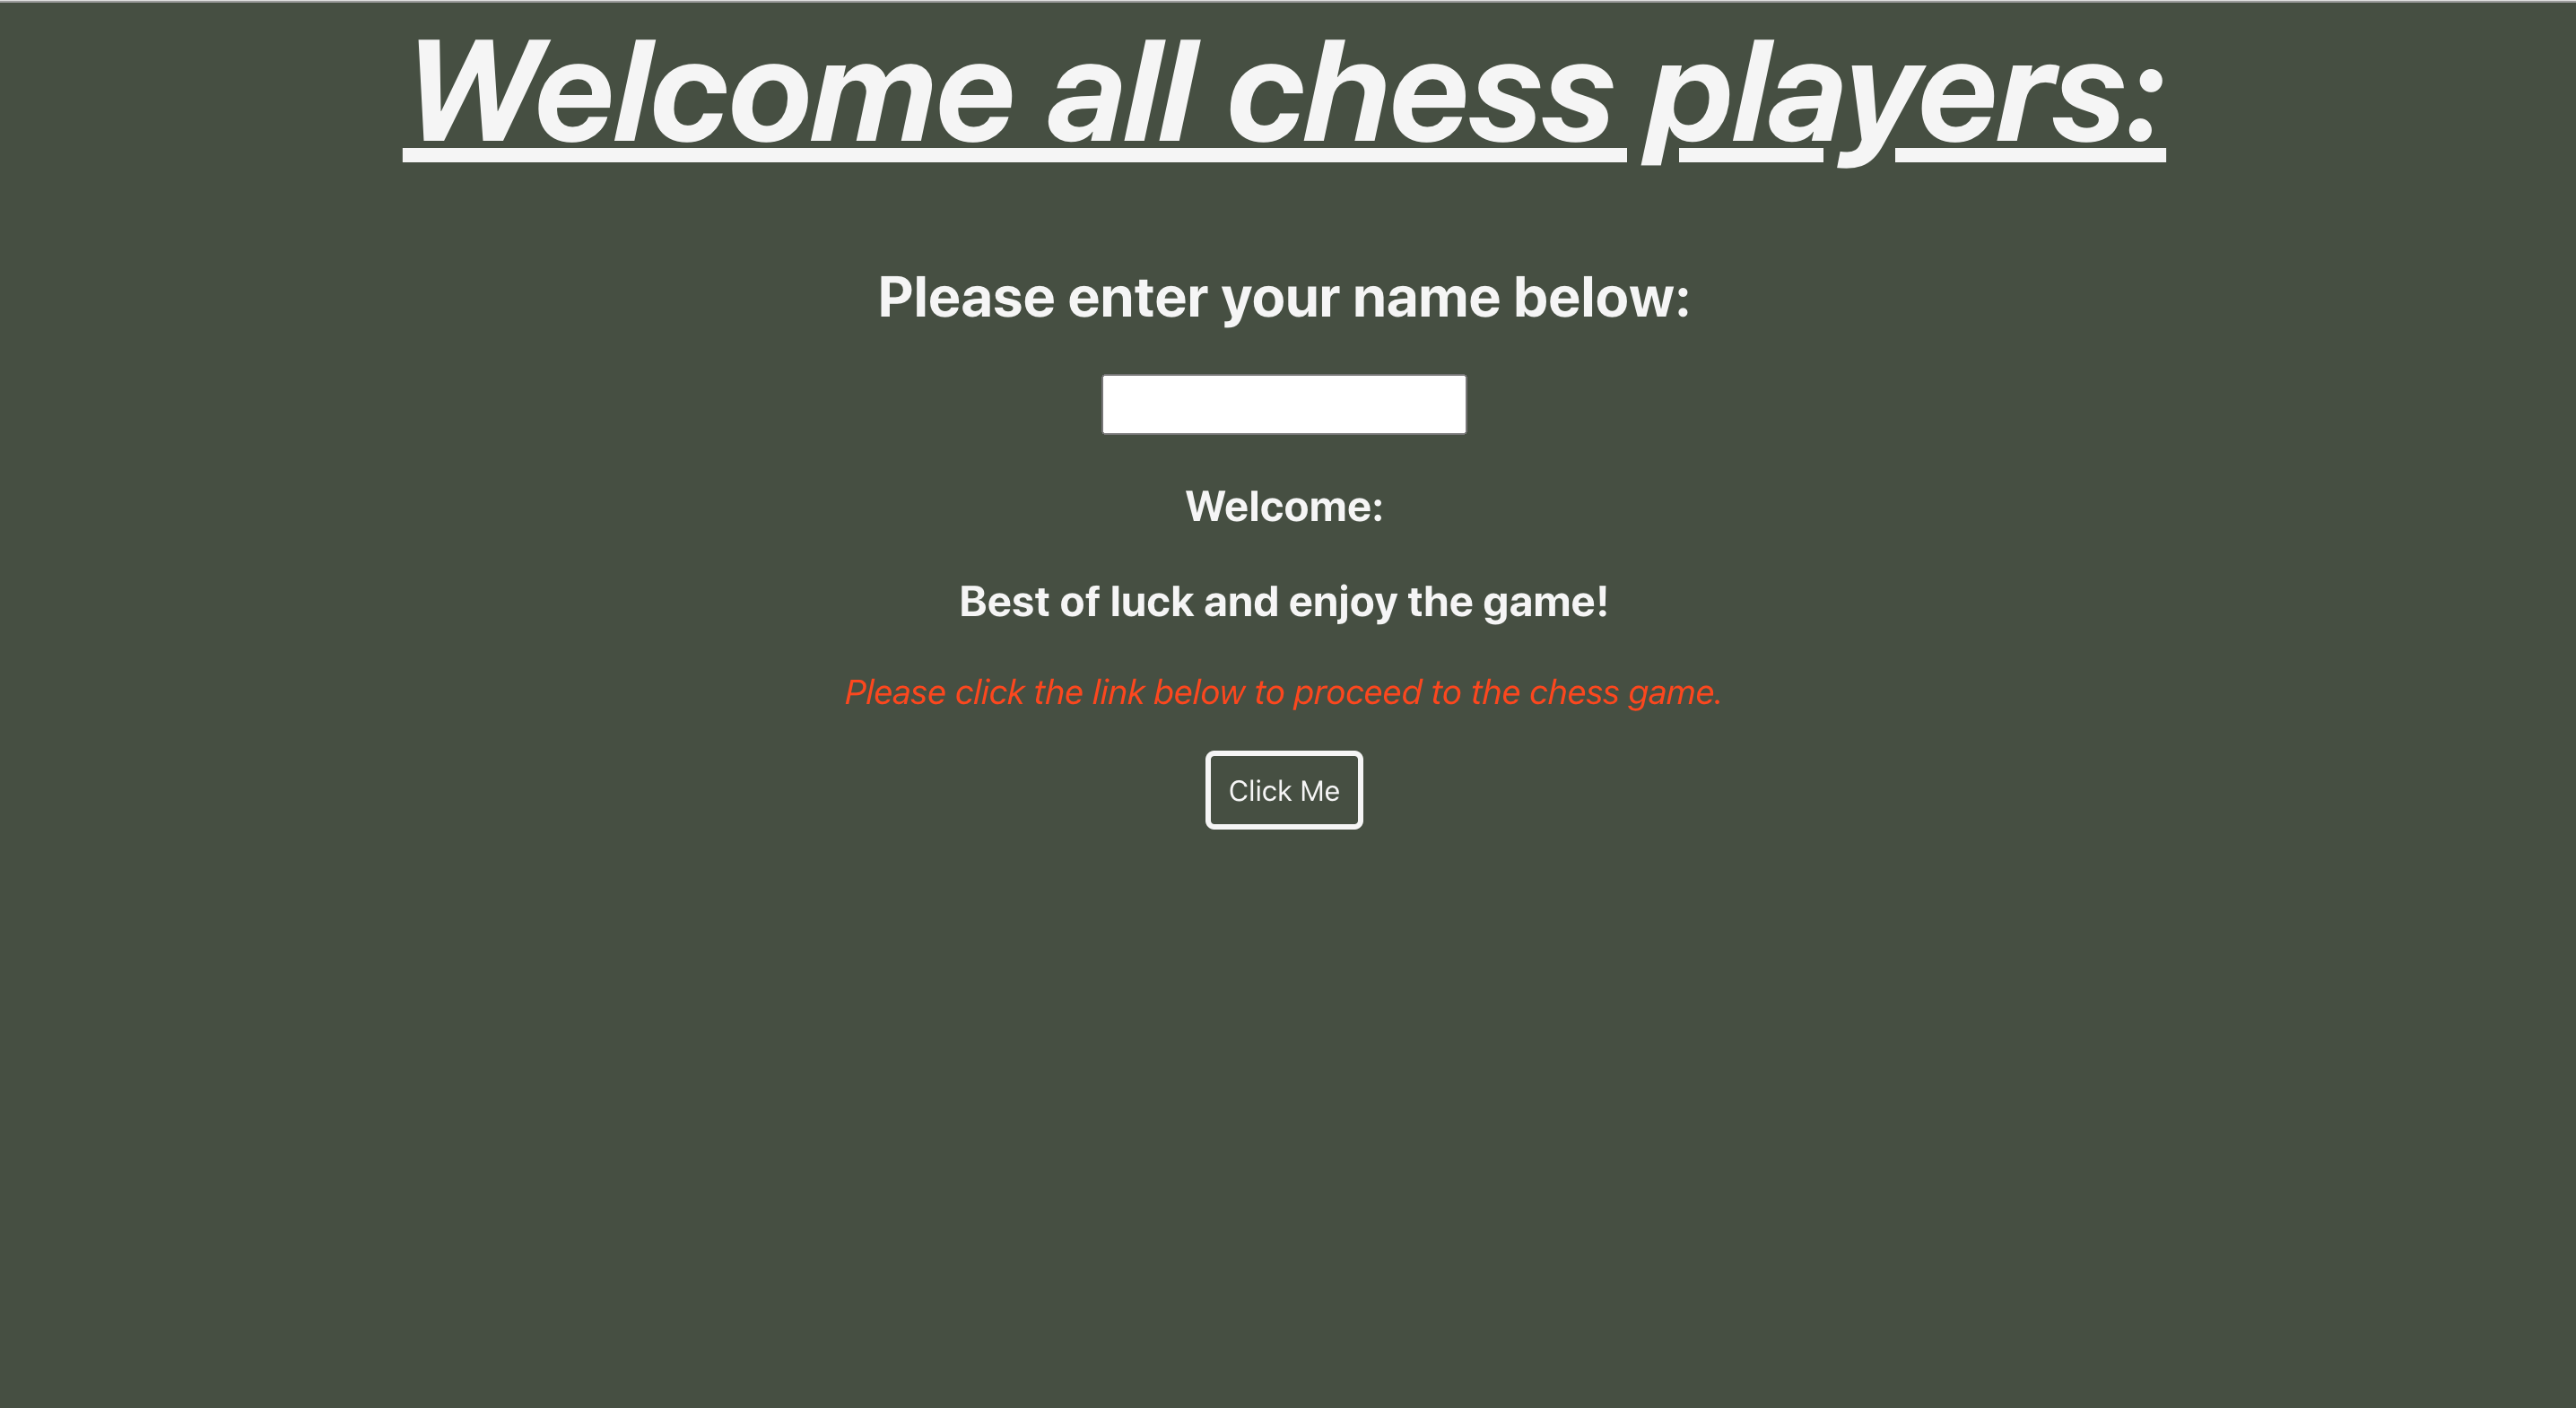 Welcome all chess players:
Please enter your name below:
Welcome:
Best of luck and enjoy the game!
Please click the link below to proceed to the chess game.
Click Me